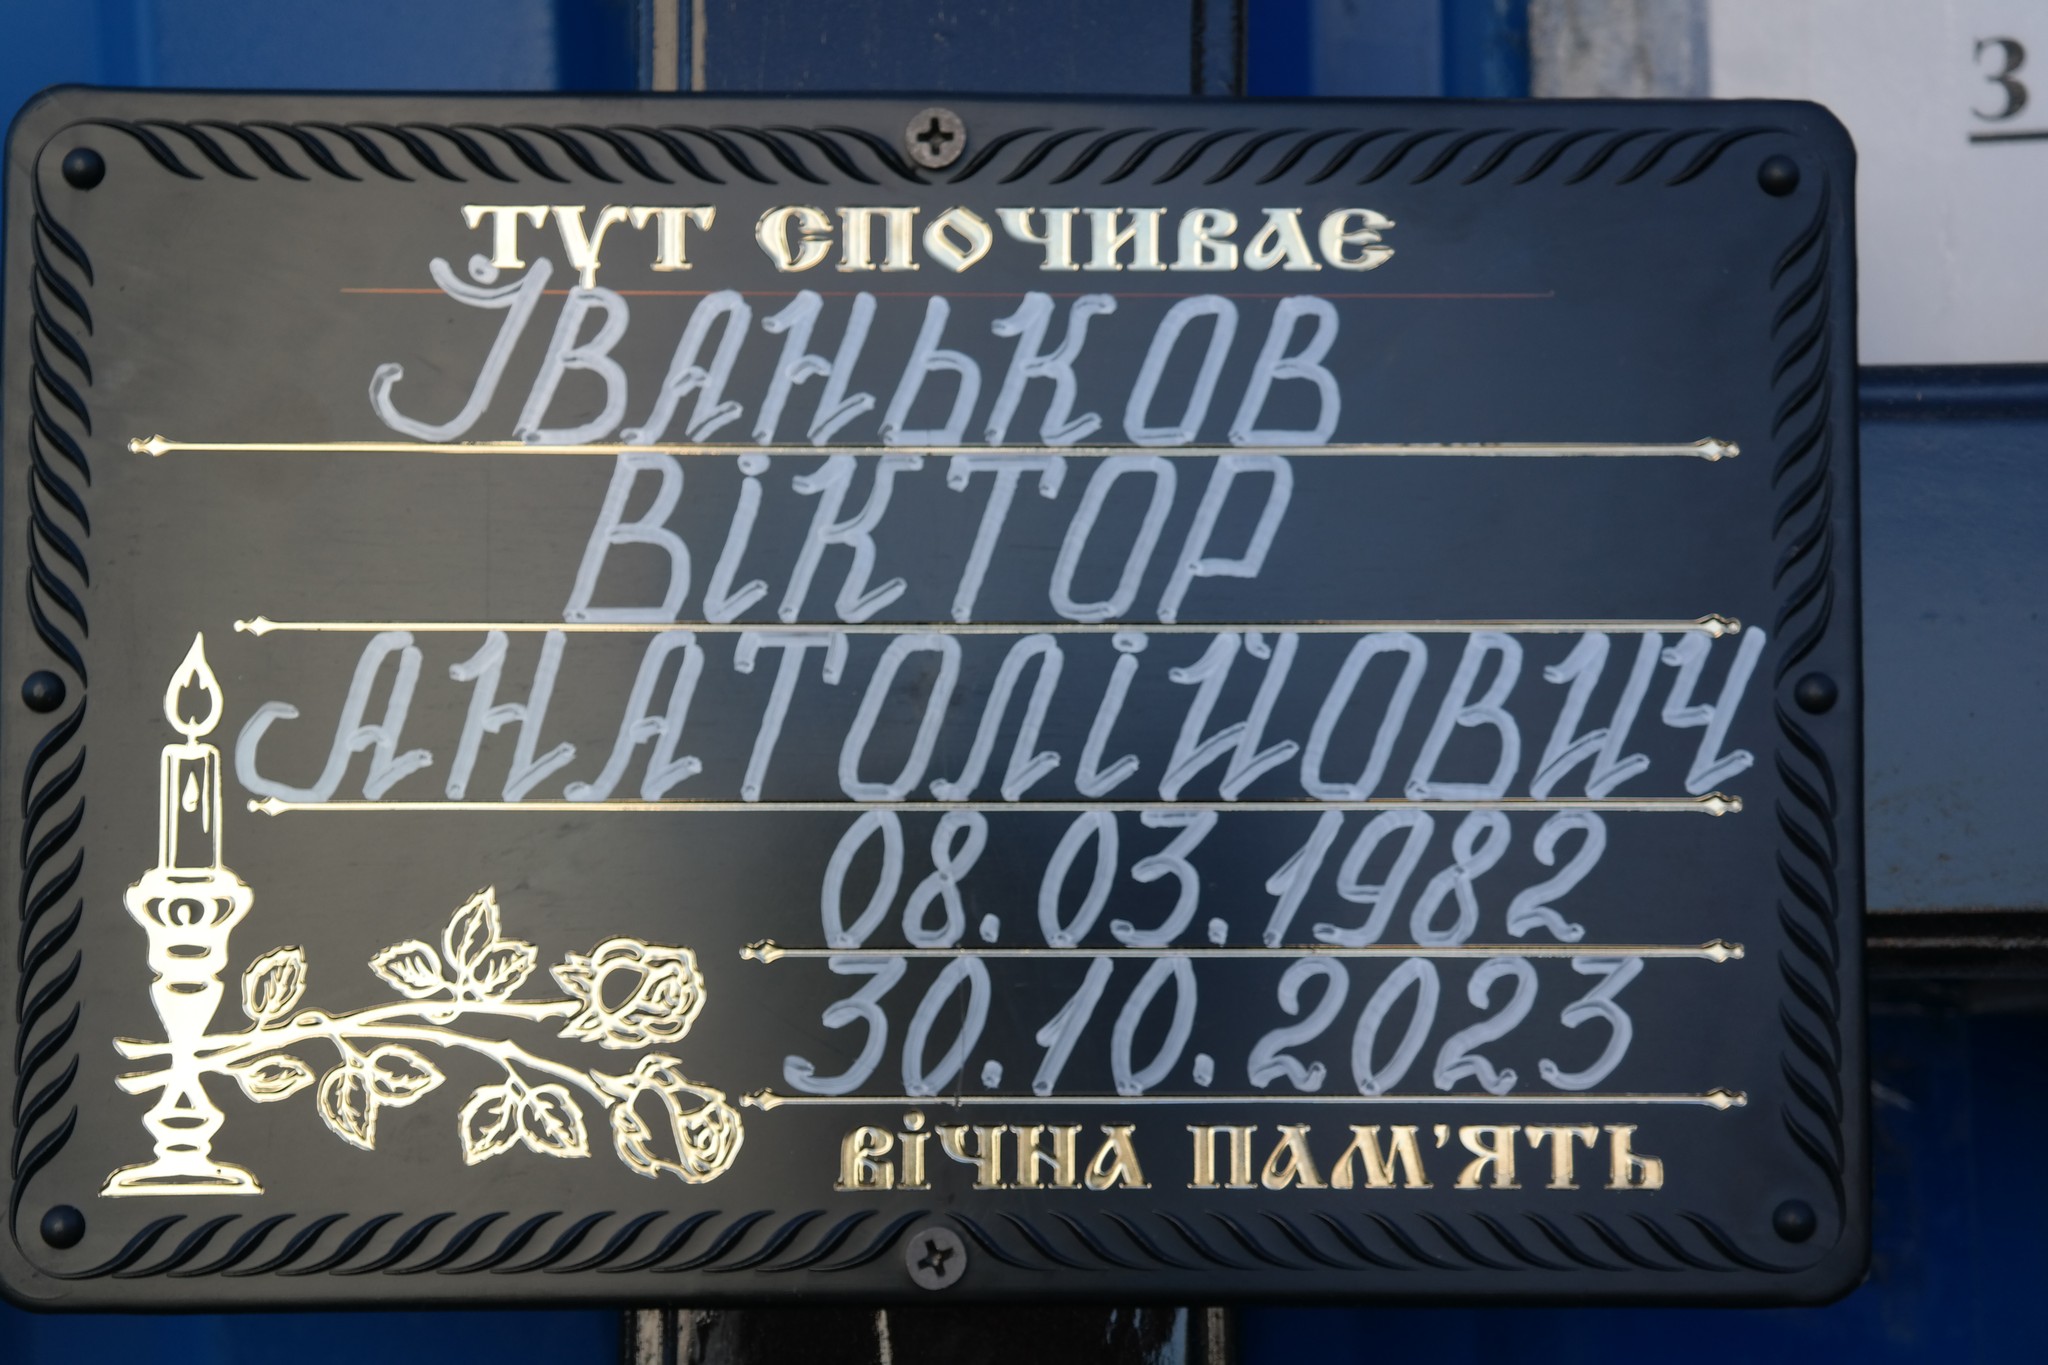 З
ТУТ СПОЧИВАЄ
ІВАНЬКОВ
ВІКТОР
АНАТОЛІЙОВИЧ
08.03.1982
30.10.2023
ВІЧНА ПАМ'ЯТЬ